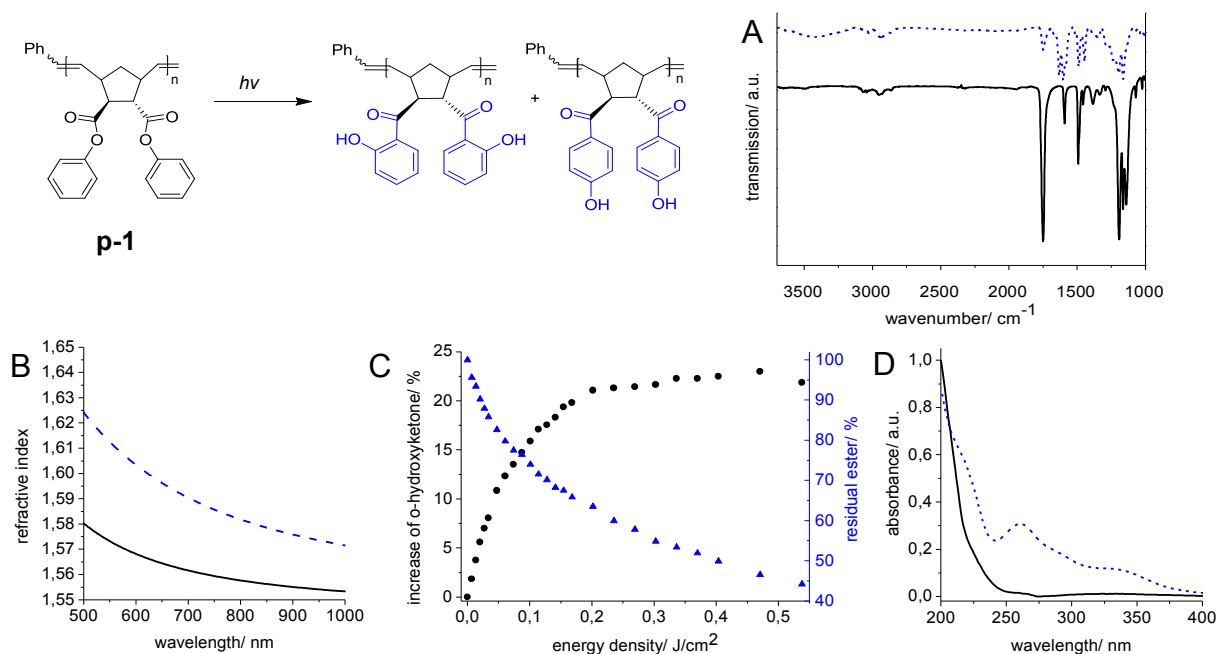 Ph
n
O
O
O
O
p-1
hν
Ph
n
O
O
HO
OH
+
Ph
n
O
O
OH
OH
A
transmission/ a.u.
3500 3000 2500 2000 1500 1000
wavenumber/ cm-1
B
refractive index
1,65
1,64
1,63
1,62
1,61
1,60
1,59
1,58
1,57
1,56
1,55
500 600 700 800 900 1000
wavelength/ nm
C
increase of o-hydroxyketone/ %
25
20
15
10
5
0
0,0 0,1 0,2 0,3 0,4 0,5
energy density/ J/cm2
100
90
80
70
60
50
40
residual ester/ %
D
absorbance/ a.u.
1,0
0,8
0,6
0,4
0,2
0,0
200 250 300 350 400
wavelength/ nm